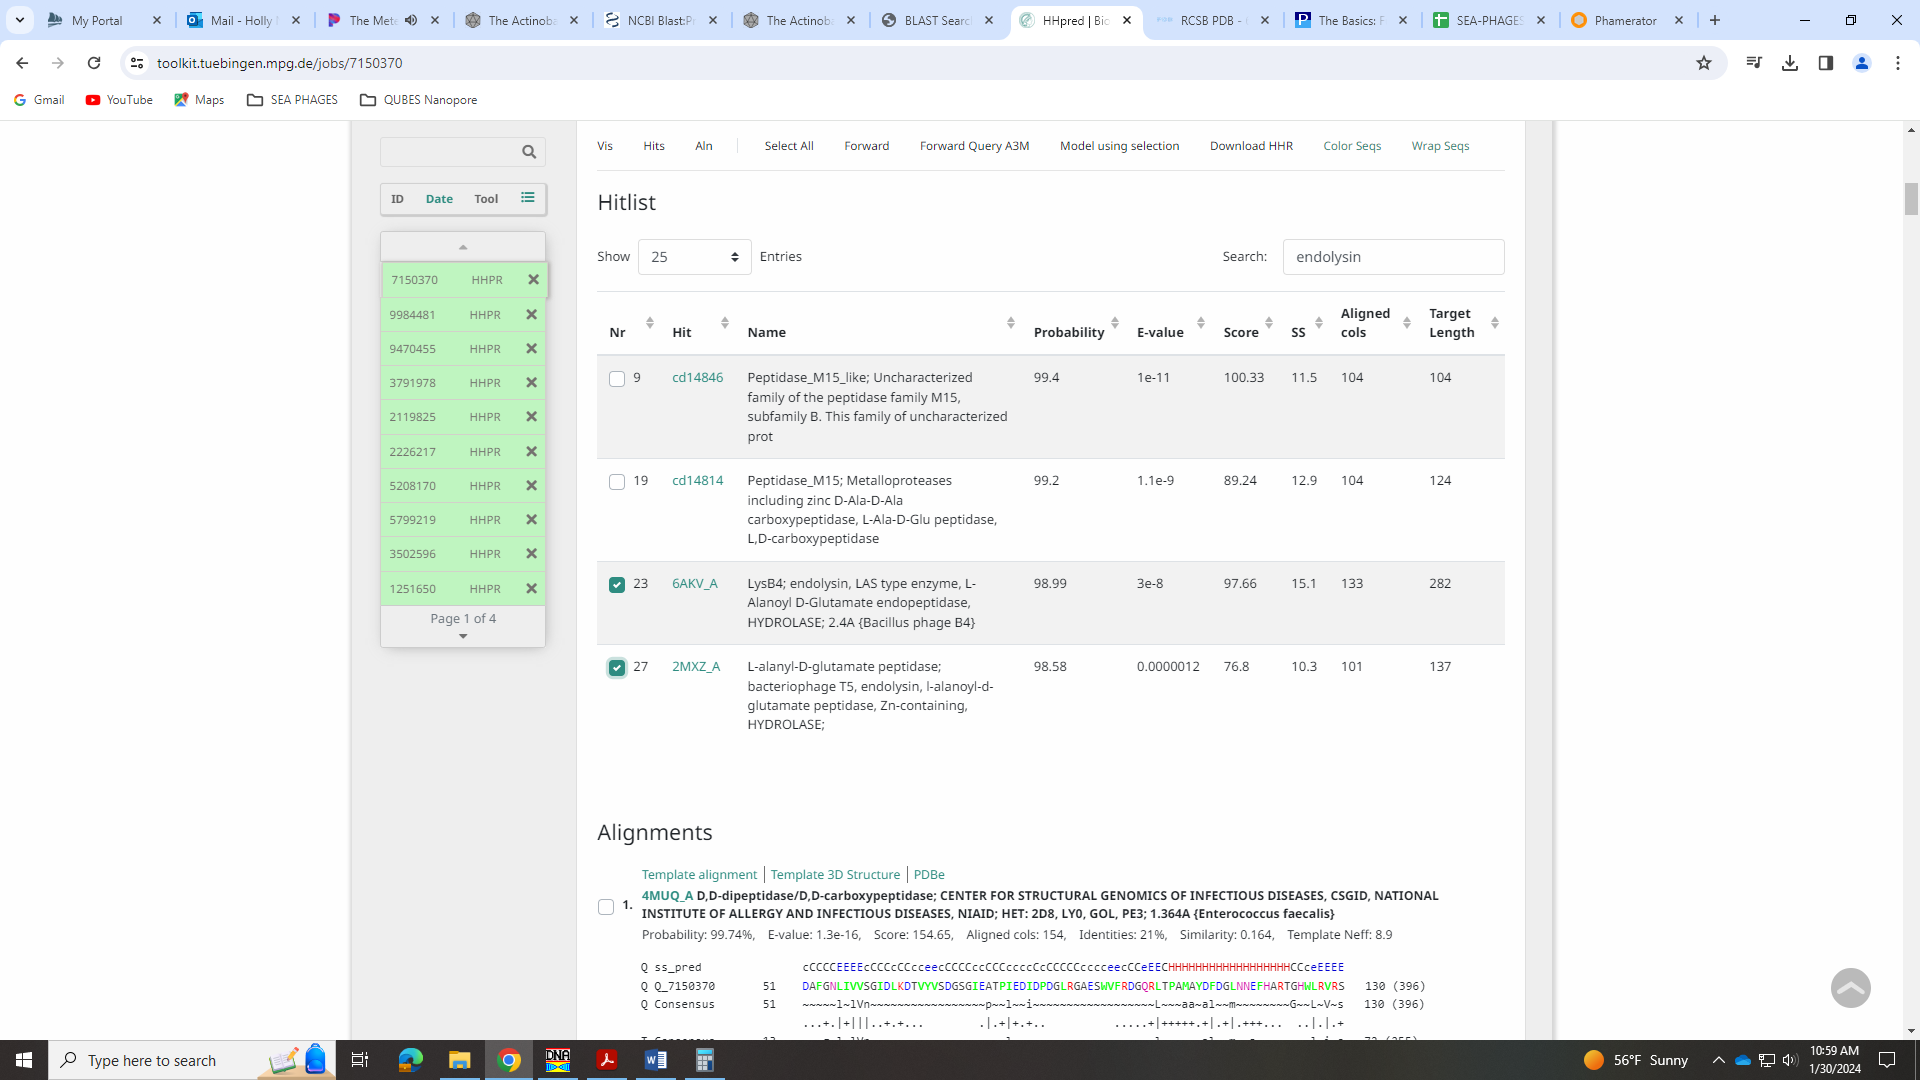 My Portal
Mail - Holly
The Mete
The Actinoba
NCBI Blast:Pr
The Actinoba
BLAST Searc
HHpred | Bio
RCSB PDB -
The Basics: F
SEA-PHAGES
Phamerator
toolkit.tuebingen.mpg.de/jobs/7150370
Gmail
YouTube
Maps
SEA PHAGES
QUBES Nanopore
Vis Hits Aln Select All Forward Forward Query A3M Model using selection Download HHR Color Seqs Wrap Seqs
ID Date Tool
7150370 HHPR
9984481 HHPR
9470455 HHPR
3791978 HHPR
2119825 HHPR
2226217 HHPR
5208170 HHPR
5799219 HHPR
3502596 HHPR
1251650 HHPR
Page 1 of 4
Hitlist
Show 25 Entries
Search: endolysin
Nr Hit Name Probability E-value Score SS Aligned cols Target Length
9 cd14846 Peptidase_M15_like; Uncharacterized 99.4 1e-11 100.33 11.5 104 104
family of the peptidase family M15,
subfamily B. This family of uncharacterized
prot
19 cd14814 Peptidase_M15; Metalloproteases 99.2 1.1e-9 89.24 12.9 104 124
including zinc D-Ala-D-Ala
carboxypeptidase, L-Ala-D-Glu peptidase,
L,D-carboxypeptidase
23 6AKV_A LysB4; endolysin, LAS type enzyme, L- 98.99 3e-8 97.66 15.1 133 282
Alanoyl D-Glutamate endopeptidase,
HYDROLASE; 2.4A {Bacillus phage B4}
27 2MXZ_A L-alanyl-D-glutamate peptidase; 98.58 0.0000012 76.8 10.3 101 137
bacteriophage T5, endolysin, l-alanoyl-d-
glutamate peptidase, Zn-containing,
HYDROLASE;
Alignments
Template alignment | Template 3D Structure | PDBe
1. 4MUQ_A D,D-dipeptidase/D,D-carboxypeptidase; CENTER FOR STRUCTURAL GENOMICS OF INFECTIOUS DISEASES, CSGID, NATIONAL
INSTITUTE OF ALLERGY AND INFECTIOUS DISEASES, NIAID; HET: 2D8, LY0, GOL, PE3; 1.364A {Enterococcus faecalis}
Probability: 99.74%, E-value: 1.3e-16, Score: 154.65, Aligned cols: 154, Identities: 21%, Similarity: 0.164, Template Neff: 8.9
Q ss_pred cCCCCEEEEcCCCcCCcceecCCCCccCCCccccCcCCCCCcccceecCCeEECHHHHHHHHHHHHHHHHHHHCCceEEEE
Q Q_7150370 51 DAFGNLIVVSGIDLKDTVYVSDGSGIEATPIEDIDPDGLRGAESWVFRDGQRLTPAMAYDFDGLNNEFHARTGHWLRVRS 130 (396)
Q Consensus 51 ~~~~~l~lVn~~~~~~~~~~~~~~~~~~p~~l~~i~~~~~~~~~~~~~~~~~~~~L~~~aa~al~~m~~~~~~~~G~~L~V~s 130 (396)
Type here to search
DNA
56°F Sunny
10:59 AM
1/30/2024